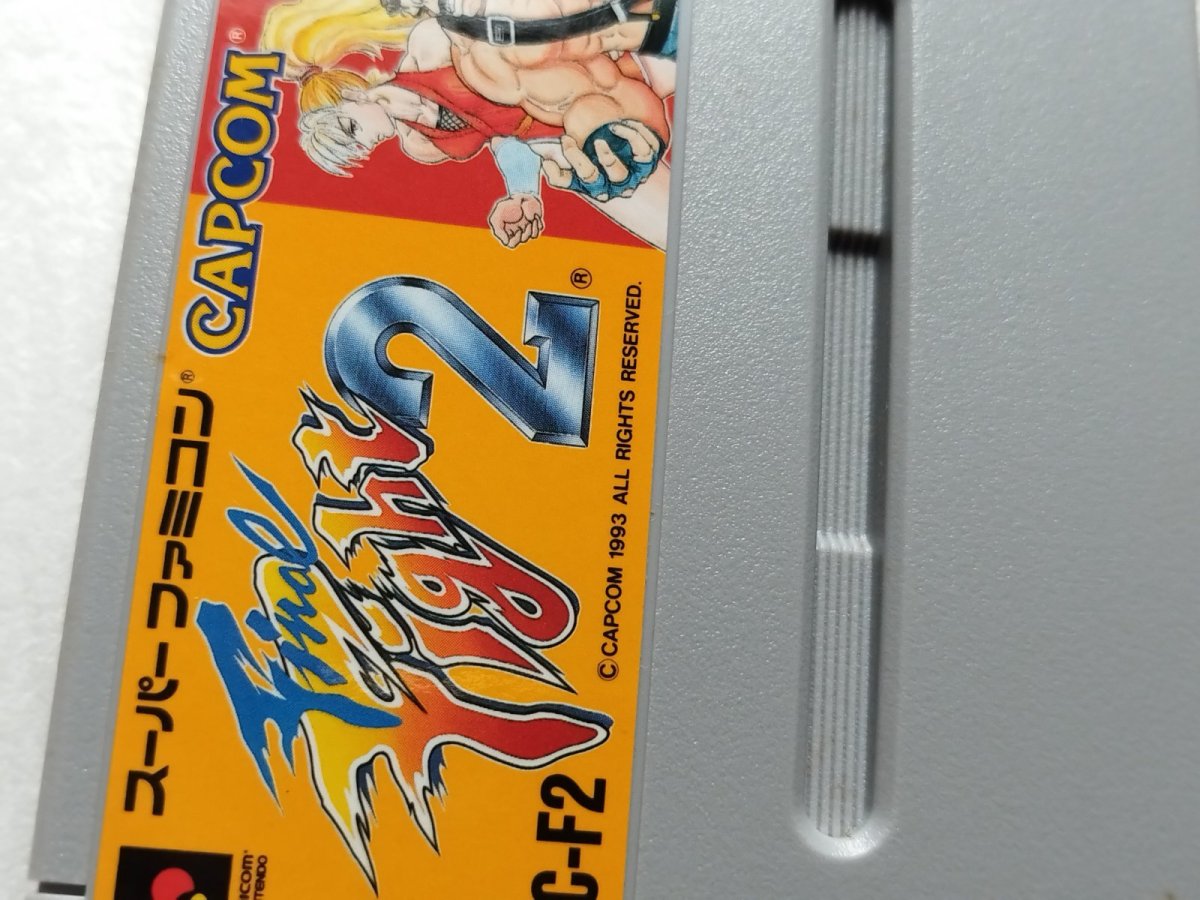 スーパーファミコン®
CAPCOM®
Final
Fight 2®
©CAPCOM 1993 ALL RIGHTS RESERVED.
C-F2